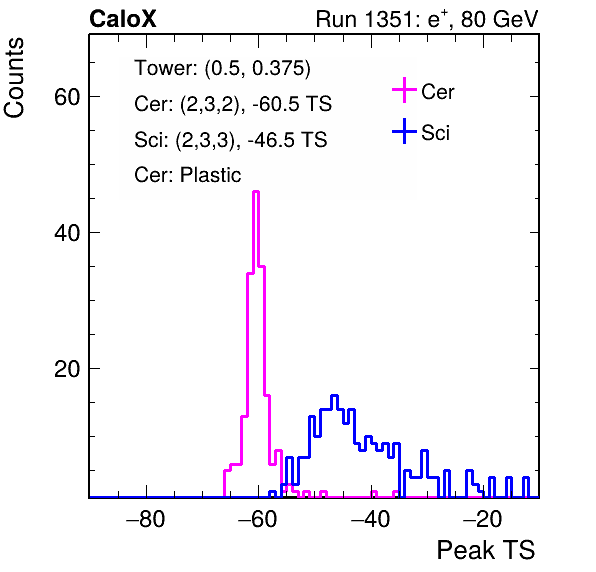 CaloX Run 1351: e⁺, 80 GeV
Counts
Tower: (0.5, 0.375)
Cer: (2,3,2), -60.5 TS
Sci: (2,3,3), -46.5 TS
Cer: Plastic
Cer
Sci
60
40
20
−80 −60 −40 −20
Peak TS